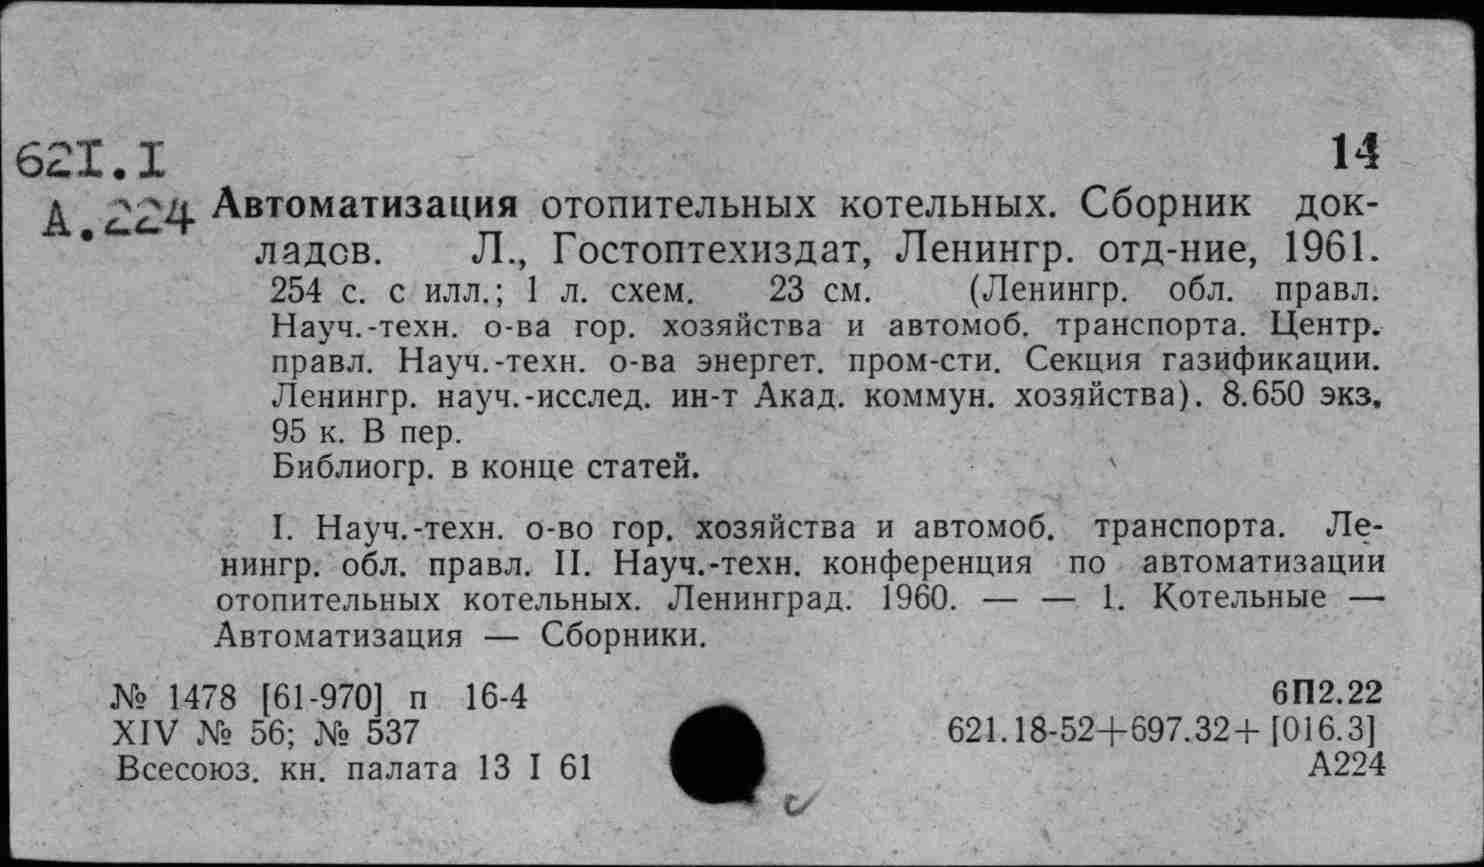 621.1 14
А.224 Автоматизация отопительных котельных. Сборник док-
ладов. Л., Гостоптехиздат, Ленингр. отд-ние, 1961.
254 с. с илл.; 1 л. схем. 23 см. (Ленингр. обл. правл.
Науч.-техн. о-ва гор. хозяйства и автомоб. транспорта. Центр.
правл. Науч.-техн. о-ва энергет. пром-сти. Секция газификации.
Ленингр. науч.-исслед. ин-т Акад. коммун. хозяйства). 8.650 экз.
95 к. В пер.
Библиогр. в конце статей.
I. Науч.-техн. о-во гор. хозяйства и автомоб. транспорта. Ле-
нингр. обл. правл. II. Науч.-техн. конференция по автоматизации
отопительных котельных. Ленинград. 1960. — — 1. Котельные —
Автоматизация — Сборники.
№ 1478 [61-970] п 16-4 6П2.22
XIV № 56; № 537 621.18-52+697.32+[016.3]
Всесоюз. кн. палата 13 I 61 А224